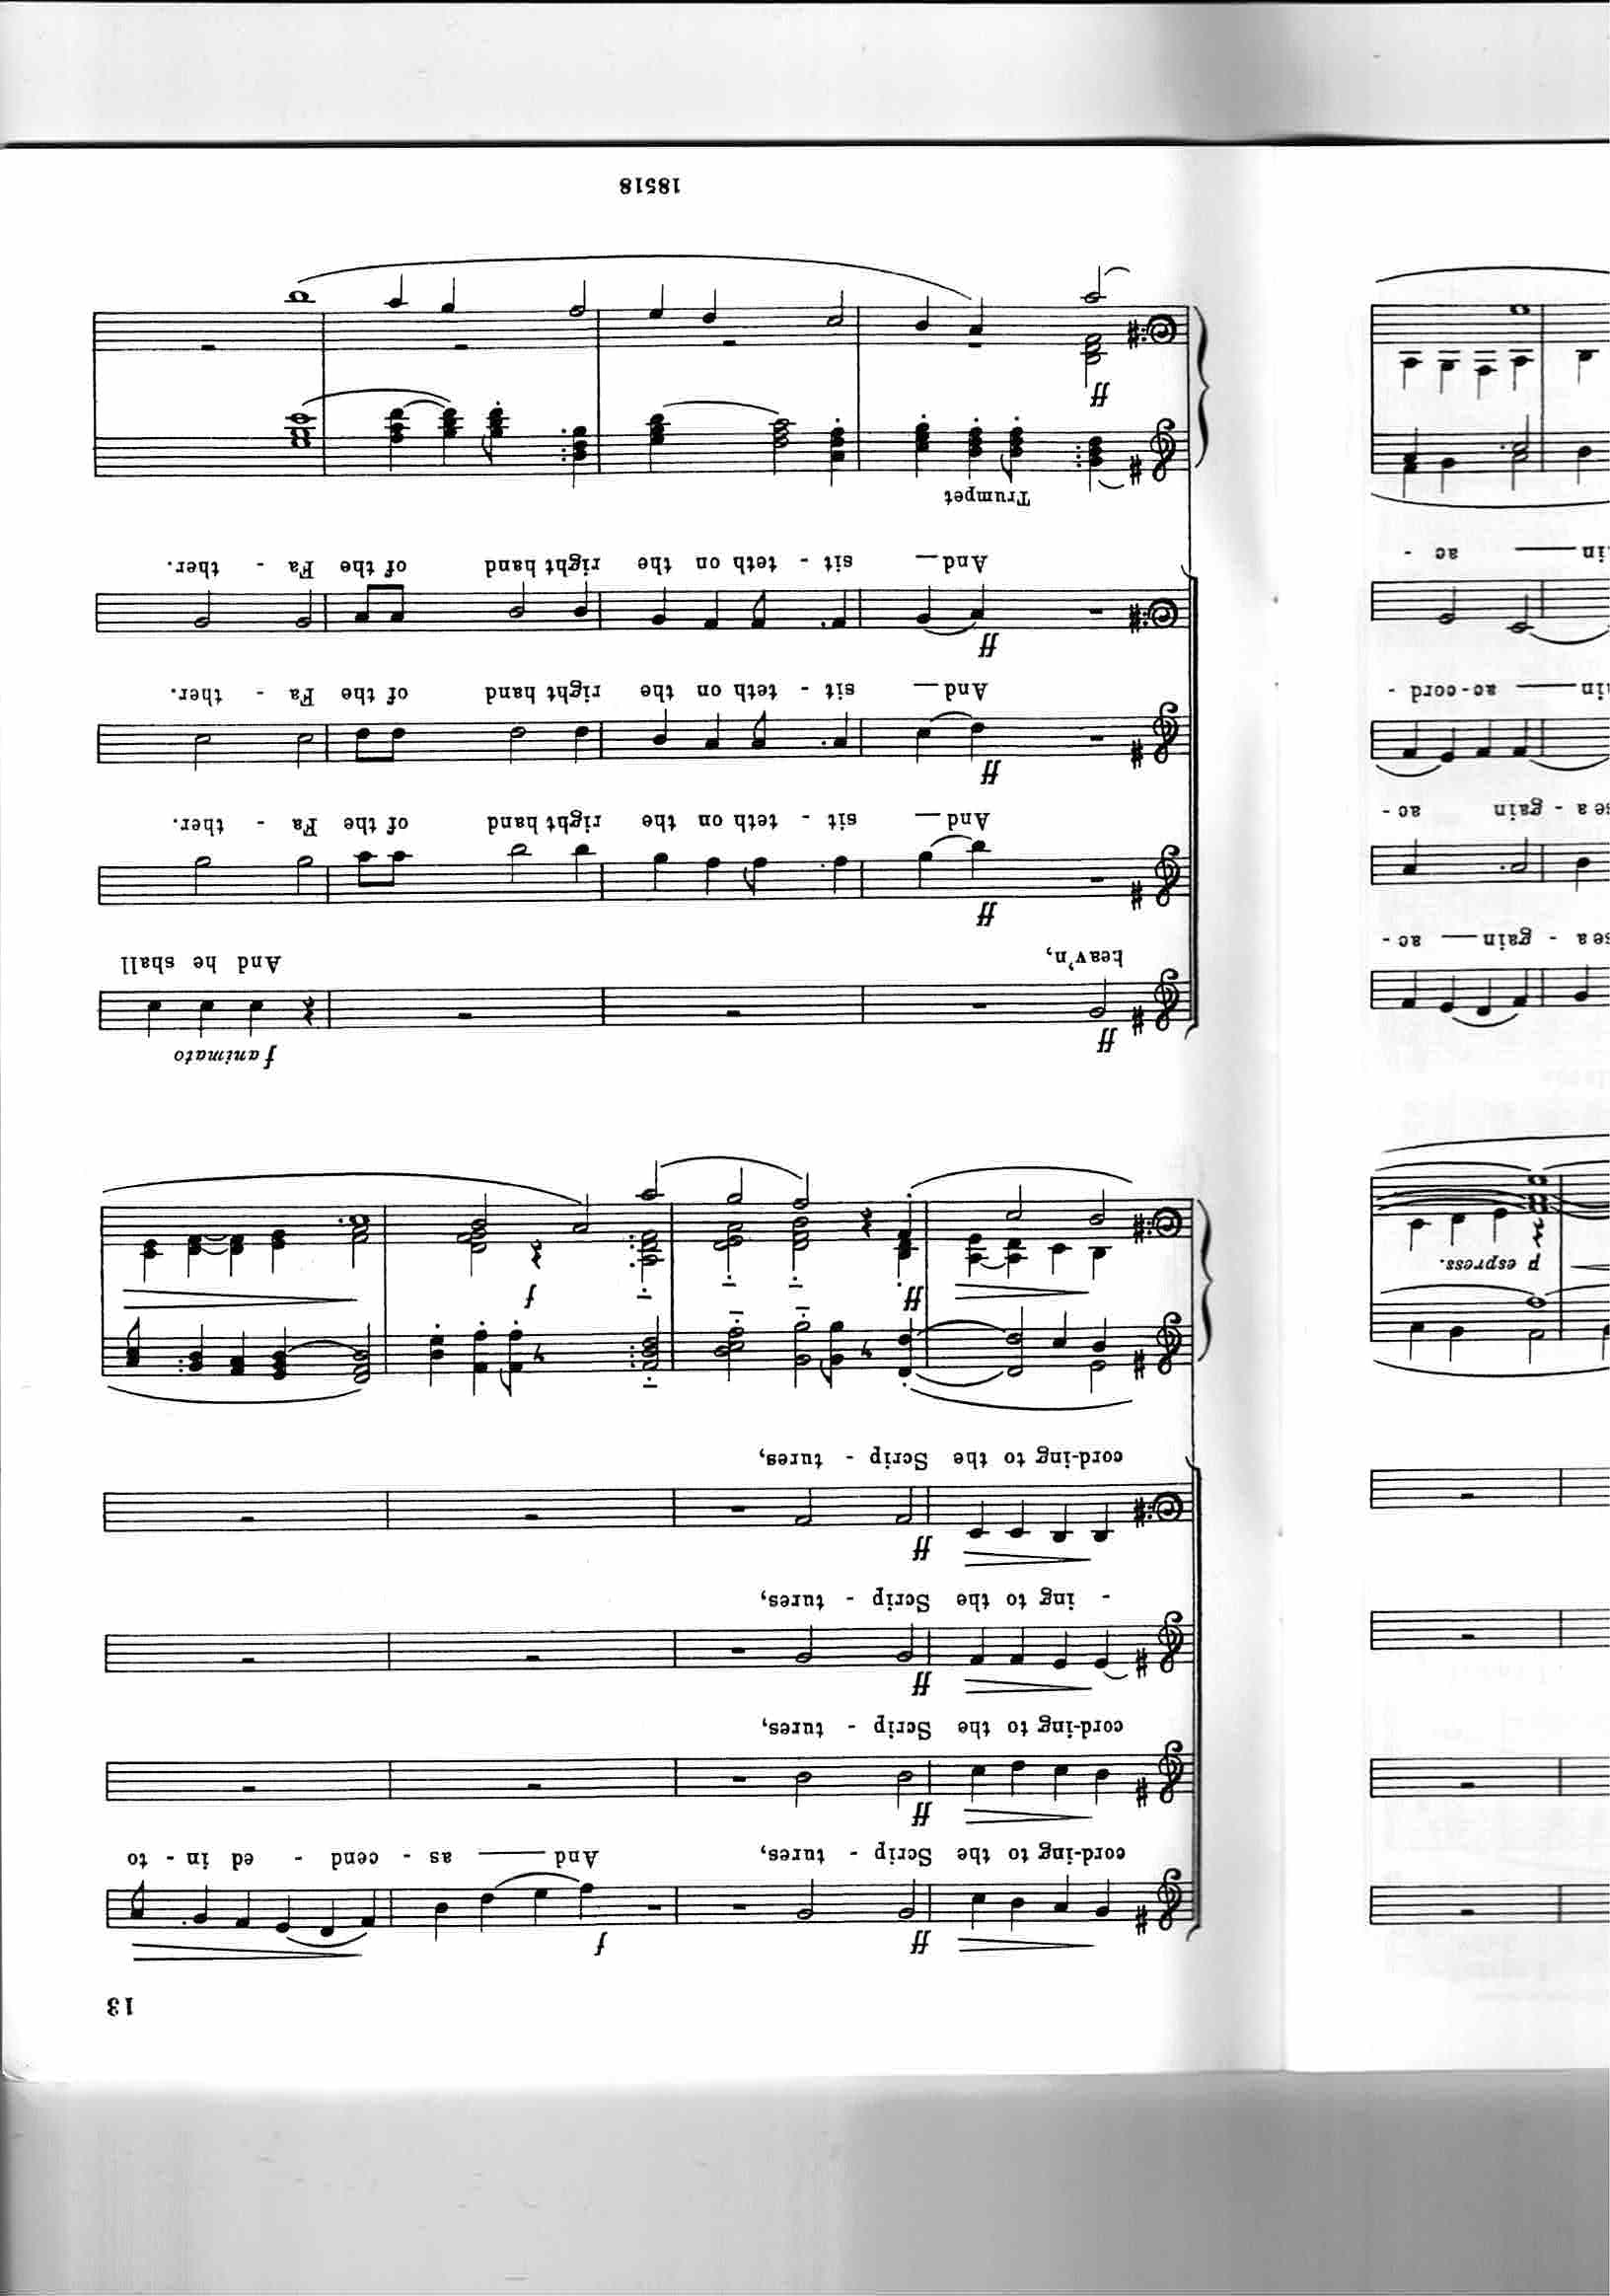 p espress.
se a - gain — ac -
se a - gain ac -
in — ac-cord -
in — ac -
13
ff f
cord-ing to the Scrip - tures, And — as - cend - ed in - to
ff
cord-ing to the Scrip - tures,
ff
- ing to the Scrip - tures,
ff
cord-ing to the Scrip - tures,
ff f
ff f animato
heav'n, And he shall
ff
And — sit - teth on the right hand of the Fa - ther.
ff
And — sit - teth on the right hand of the Fa - ther.
ff
And — sit - teth on the right hand of the Fa - ther.
Trumpet
ff
18518